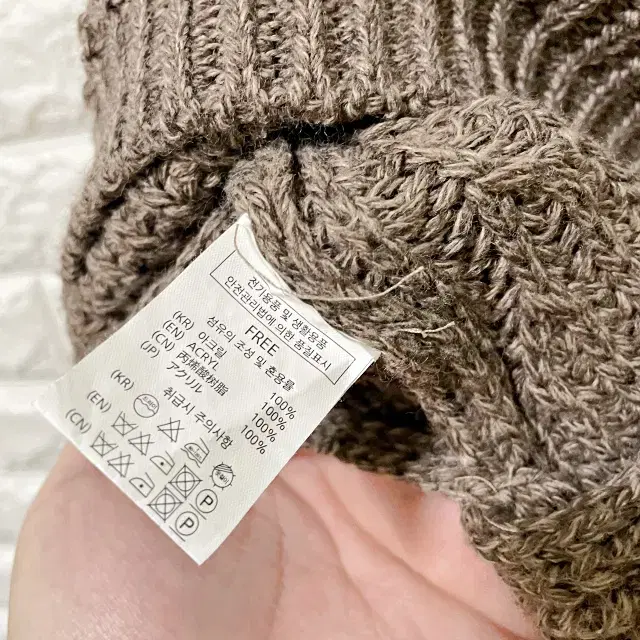 전기용품 및 생활용품
안전관리법에 의한 품질표시
FREE
섬유의 조성 및 혼용률
(KR) 아크릴 100%
(EN) ACRYL 100%
(CN) 丙烯酸树脂 100%
(JP) アクリル 100%
취급시 주의사항
(KR)
(EN) P
(CN) P